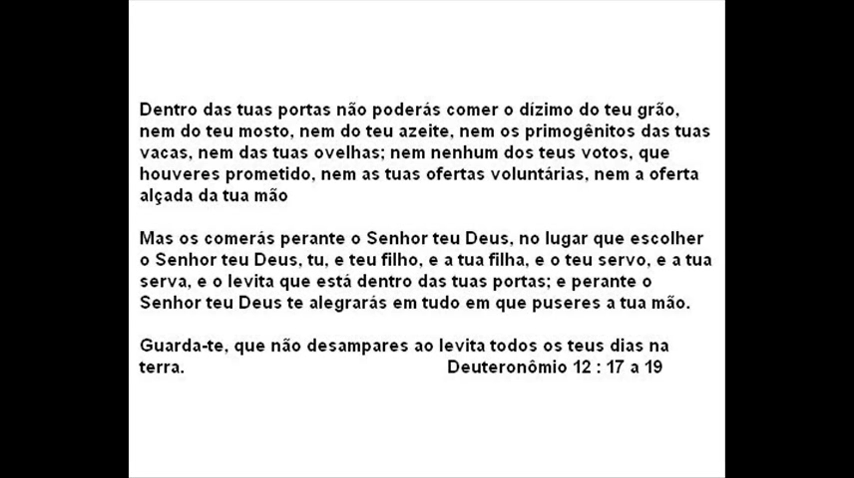 Dentro das tuas portas não poderás comer o dízimo do teu grão,
nem do teu mosto, nem do teu azeite, nem os primogênitos das tuas
vacas, nem das tuas ovelhas; nem nenhum dos teus votos, que
houveres prometido, nem as tuas ofertas voluntárias, nem a oferta
alçada da tua mão
Mas os comerás perante o Senhor teu Deus, no lugar que escolher
o Senhor teu Deus, tu, e teu filho, e a tua filha, e o teu servo, e a tua
serva, e o levita que está dentro das tuas portas; e perante o
Senhor teu Deus te alegrarás em tudo em que puseres a tua mão.
Guarda-te, que não desampares ao levita todos os teus dias na
terra. Deuteronômio 12 : 17 a 19